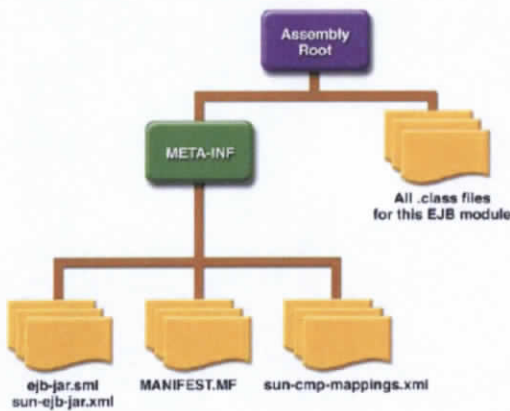 Assembly
Root
META-INF
All .class files
for this EJB module
ejb-jar.sml
sun-ejb-jar.xml
MANIFEST.MF
sun-cmp-mappings.xml